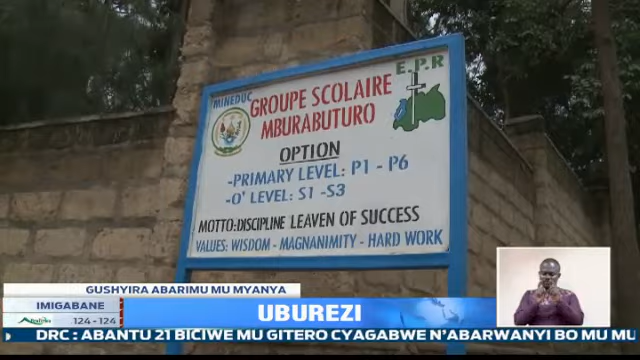 MINEDUC
E.P.R
GROUPE SCOLAIRE
MBURABUTURO
OPTION
-PRIMARY LEVEL: P1 - P6
-O' LEVEL: S1 -S3
MOTTO:DISCIPLINE LEAVEN OF SUCCESS
VALUES: WISDOM - MAGNANIMITY - HARD WORK
GUSHYIRA ABARIMU MU MYANYA
IMIGABANE
124 - 124
UBUREZI
DRC : ABANTU 21 BICIWE MU GITERO CYAGABWE N'ABARWANYI BO MU MU